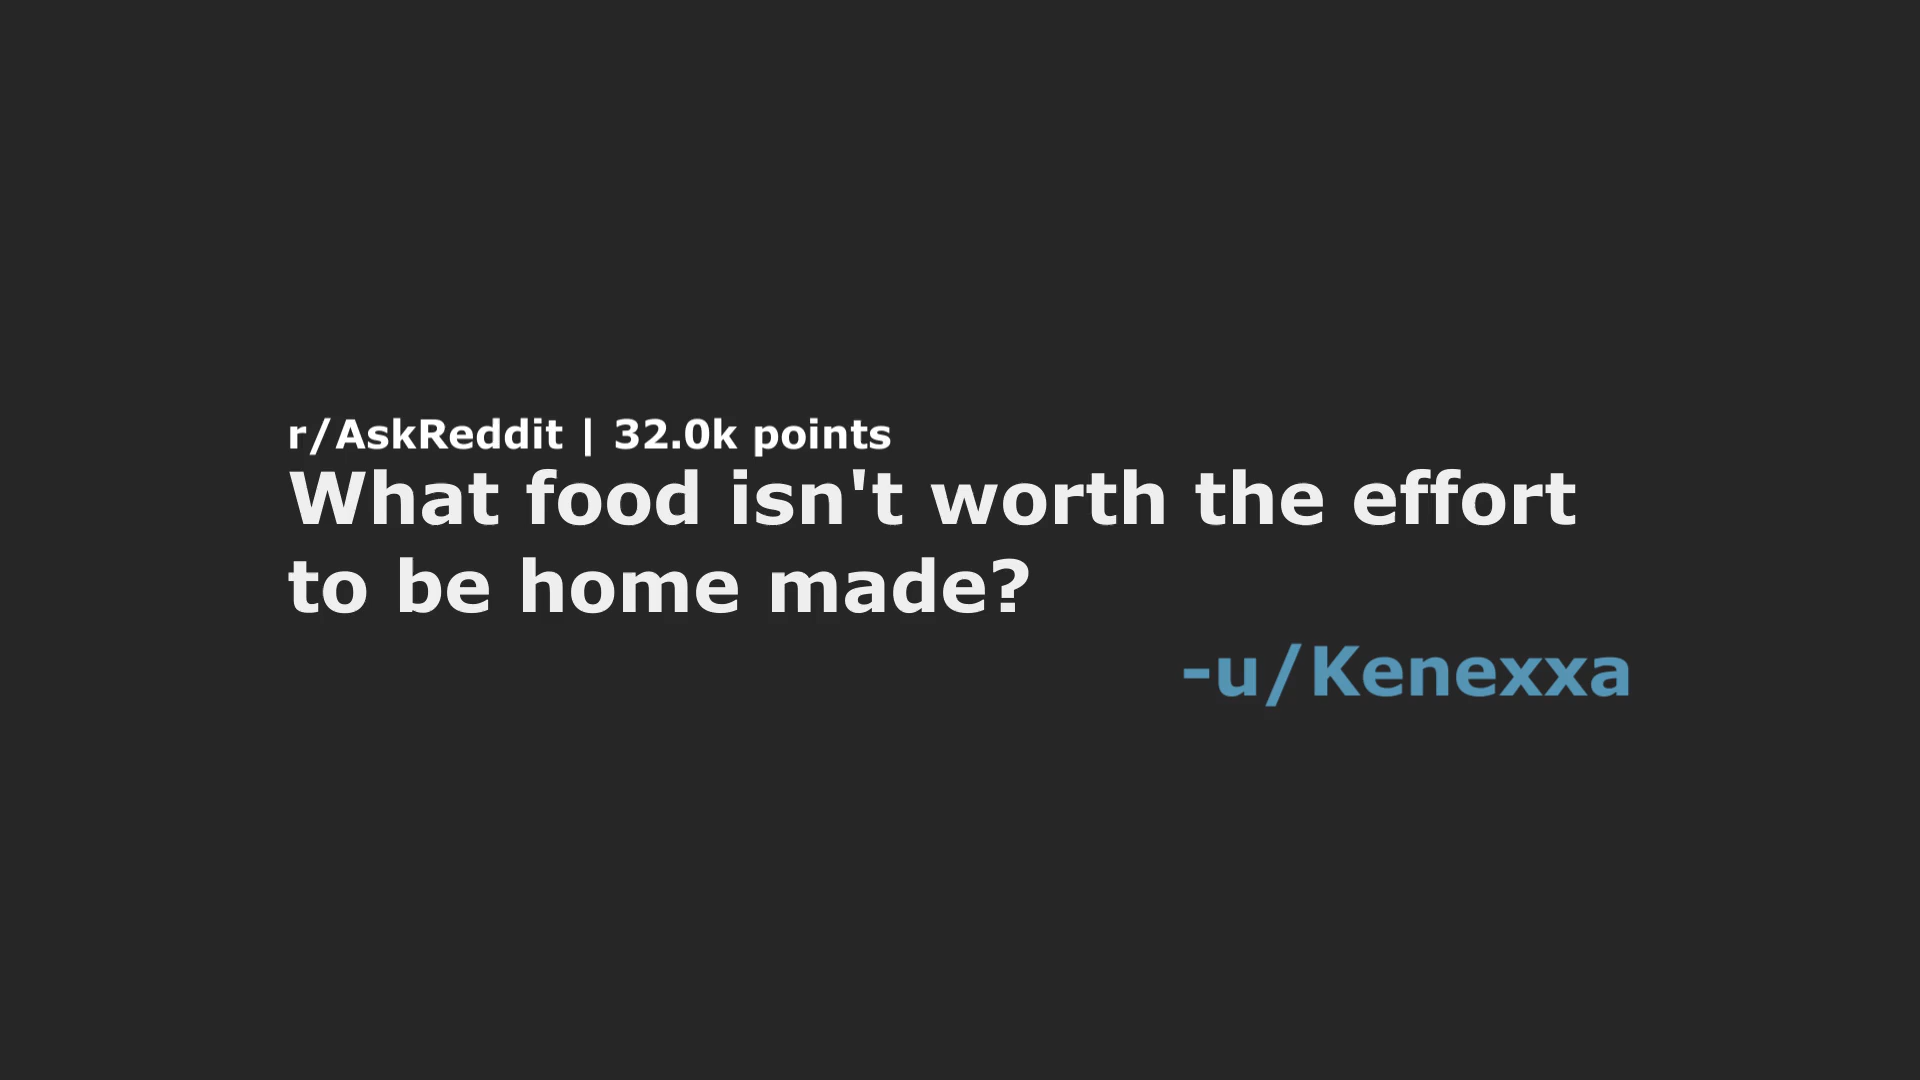 r/AskReddit | 32.0k points
What food isn't worth the effort
to be home made?
-u/Kenexxa